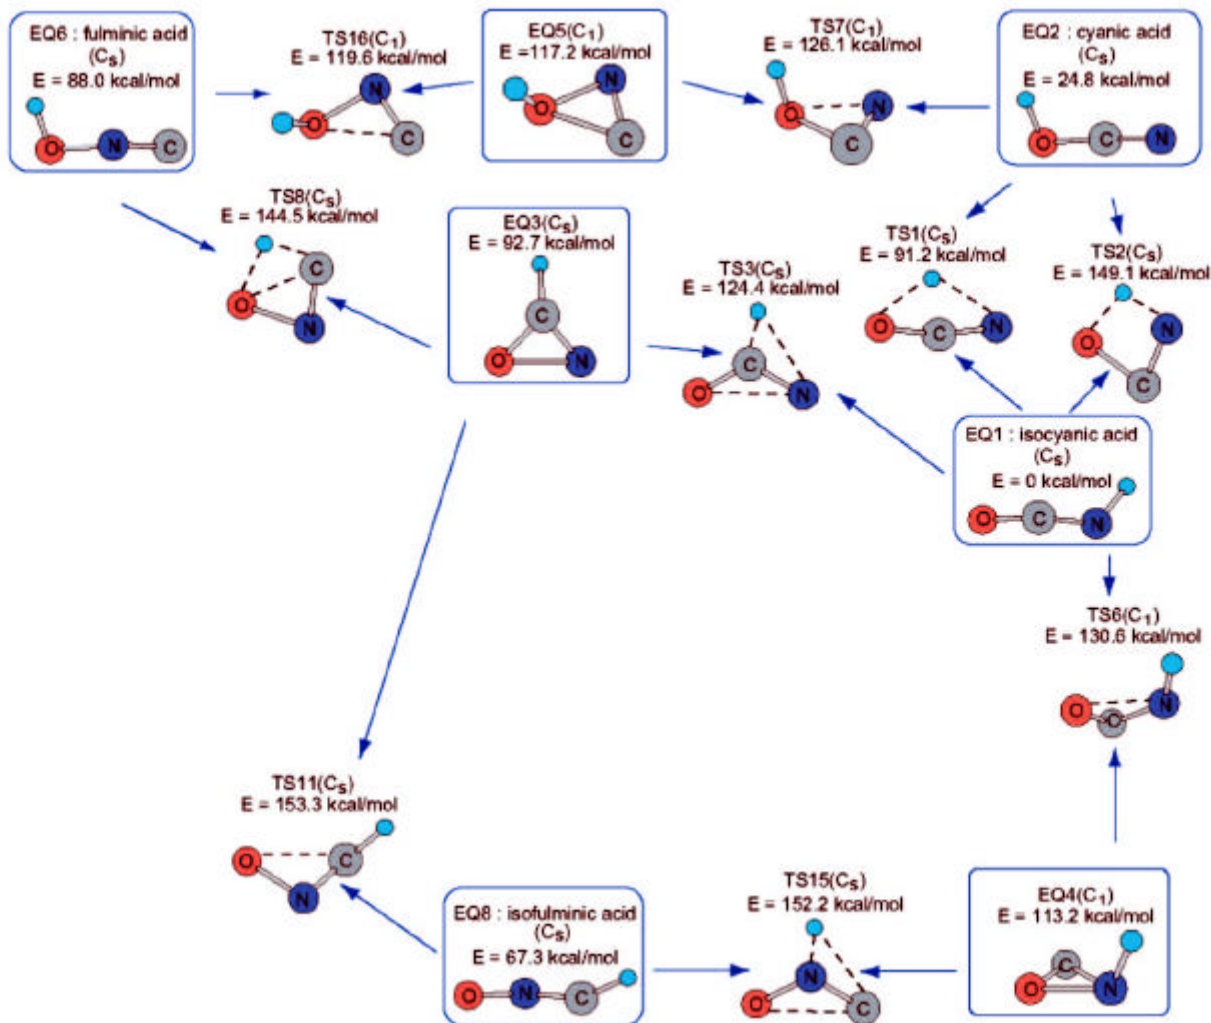 EQ6 : fulminic acid
(Cs)
E = 88.0 kcal/mol
O N C
TS16(C1)
E = 119.6 kcal/mol
N
O
C
EQ5(C1)
E =117.2 kcal/mol
N
O
C
TS7(C1)
E = 126.1 kcal/mol
N
O
C
EQ2 : cyanic acid
(Cs)
E = 24.8 kcal/mol
O C N
TS8(Cs)
E = 144.5 kcal/mol
C
O
N
EQ3(Cs)
E = 92.7 kcal/mol
C
O N
TS3(Cs)
E = 124.4 kcal/mol
C
O N
TS1(Cs)
E = 91.2 kcal/mol
O C N
TS2(Cs)
E = 149.1 kcal/mol
O N
C
EQ1 : isocyanic acid
(Cs)
E = 0 kcal/mol
O C N
TS6(C1)
E = 130.6 kcal/mol
O C N
TS11(Cs)
E = 153.3 kcal/mol
O C
N
EQ8 : isofulminic acid
(Cs)
E = 67.3 kcal/mol
O N C
TS15(Cs)
E = 152.2 kcal/mol
N
O C
EQ4(C1)
E = 113.2 kcal/mol
C
O N